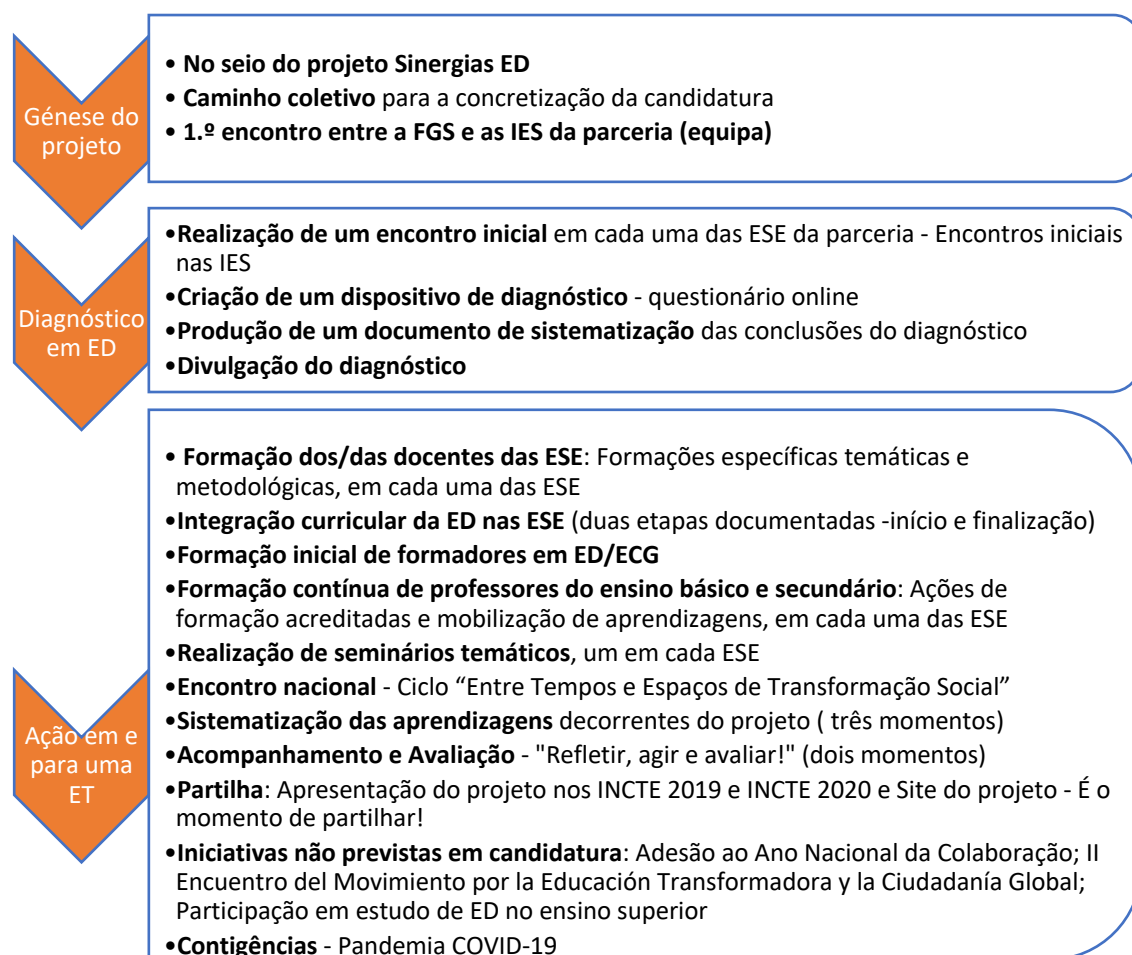 Génese do
projeto
• No seio do projeto Sinergias ED
• Caminho coletivo para a concretização da candidatura
• 1.º encontro entre a FGS e as IES da parceria (equipa)
Diagnóstico
em ED
•Realização de um encontro inicial em cada uma das ESE da parceria - Encontros iniciais
nas IES
•Criação de um dispositivo de diagnóstico - questionário online
•Produção de um documento de sistematização das conclusões do diagnóstico
•Divulgação do diagnóstico
Ação em e
para uma
ET
• Formação dos/das docentes das ESE: Formações específicas temáticas e
metodológicas, em cada uma das ESE
•Integração curricular da ED nas ESE (duas etapas documentadas -início e finalização)
•Formação inicial de formadores em ED/ECG
•Formação contínua de professores do ensino básico e secundário: Ações de
formação acreditadas e mobilização de aprendizagens, em cada uma das ESE
•Realização de seminários temáticos, um em cada ESE
•Encontro nacional - Ciclo “Entre Tempos e Espaços de Transformação Social”
•Sistematização das aprendizagens decorrentes do projeto ( três momentos)
•Acompanhamento e Avaliação - "Refletir, agir e avaliar!" (dois momentos)
•Partilha: Apresentação do projeto nos INCTE 2019 e INCTE 2020 e Site do projeto - É o
momento de partilhar!
•Iniciativas não previstas em candidatura: Adesão ao Ano Nacional da Colaboração; II
Encuentro del Movimiento por la Educación Transformadora y la Ciudadanía Global;
Participação em estudo de ED no ensino superior
•Contigências - Pandemia COVID-19